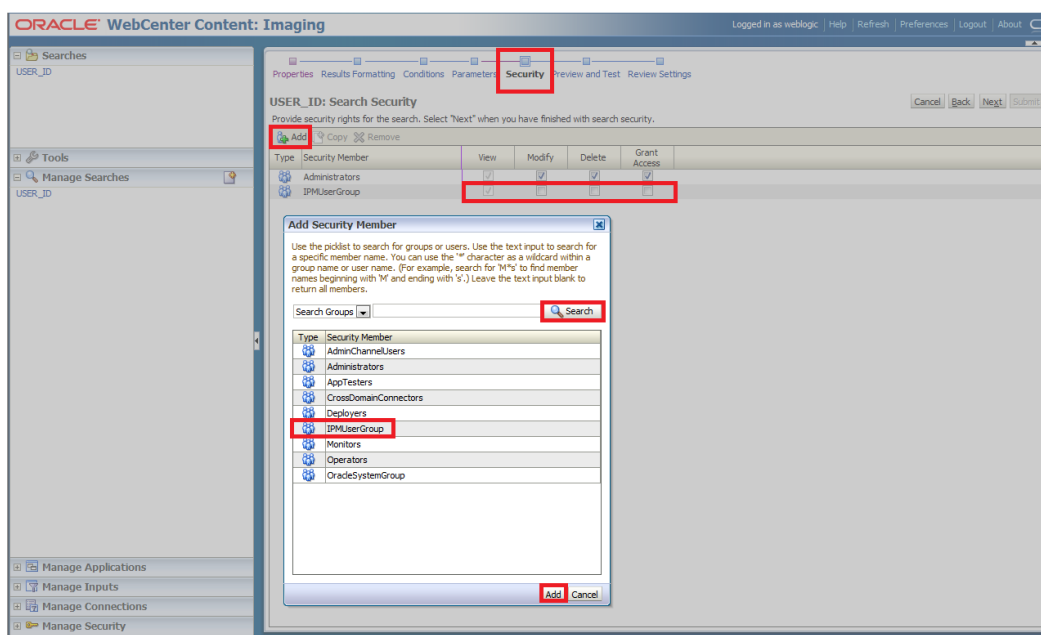 ORACLE WebCenter Content: Imaging
Logged in as weblogic Help Refresh Preferences Logout About
Searches
USER_ID
Tools
Manage Searches
USER_ID
Manage Applications
Manage Inputs
Manage Connections
Manage Security
Properties Results Formatting Conditions Parameters Security Preview and Test Review Settings
USER_ID: Search Security
Cancel Back Next Submit
Provide security rights for the search. Select "Next" when you have finished with search security.
Add Copy Remove
Type Security Member View Modify Delete Grant Access
Administrators
IPMUserGroup
Add Security Member
Use the picklist to search for groups or users. Use the text input to search for
a specific member name. You can use the '*' character as a wildcard within a
group name or user name. (For example, search for 'M*s' to find member
names beginning with 'M' and ending with 's'.) Leave the text input blank to
return all members.
Search Groups Search
Type Security Member
AdminChannelUsers
Administrators
AppTesters
CrossDomainConnectors
Deployers
IPMUserGroup
Monitors
Operators
OracleSystemGroup
Add Cancel